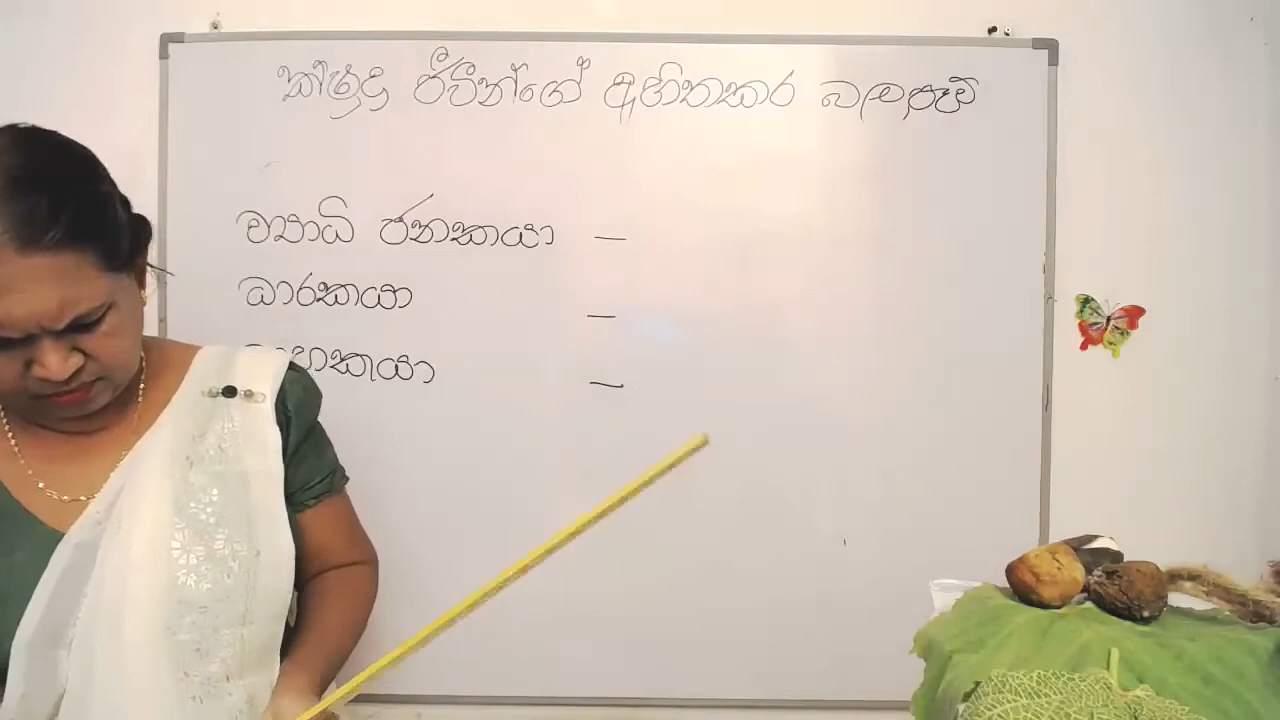 ක්ෂුද්‍ර ජීවීන්ගේ අහිතකර බලපෑම්
ව්‍යාධි ජනකයා –
ධාරකයා –
–